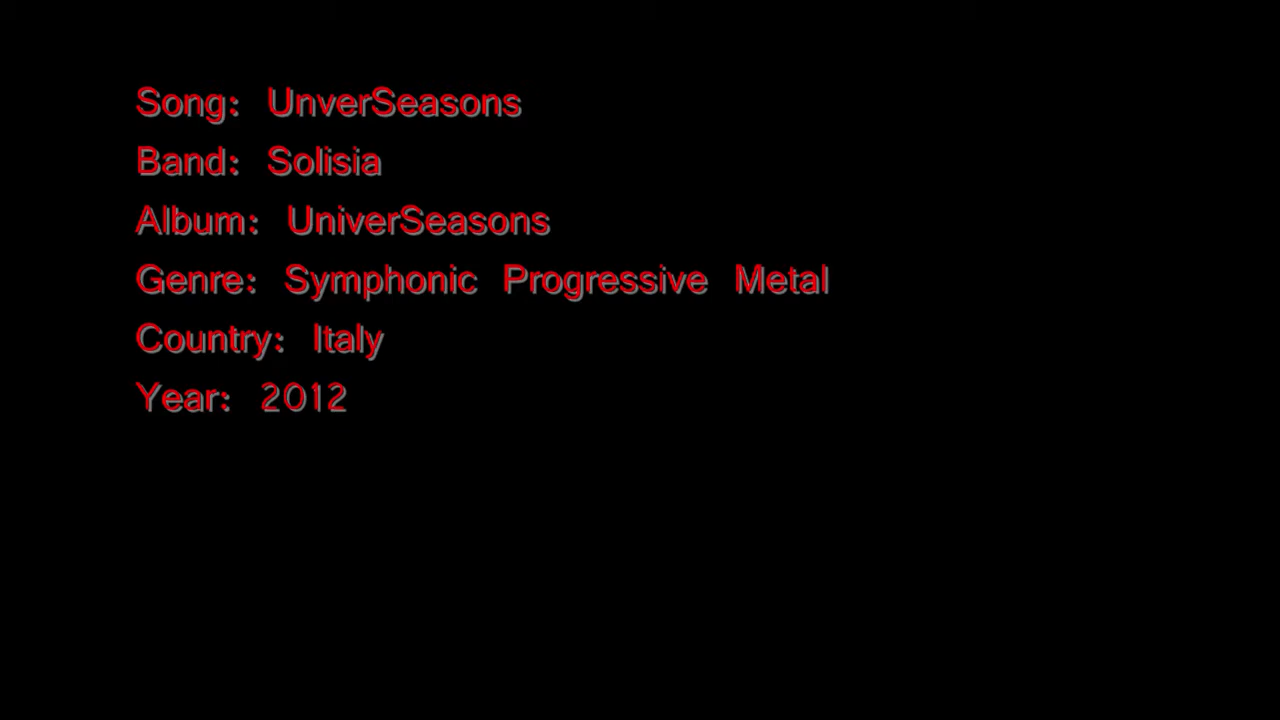 Song: UnverSeasons
Band: Solisia
Album: UniverSeasons
Genre: Symphonic Progressive Metal
Country: Italy
Year: 2012